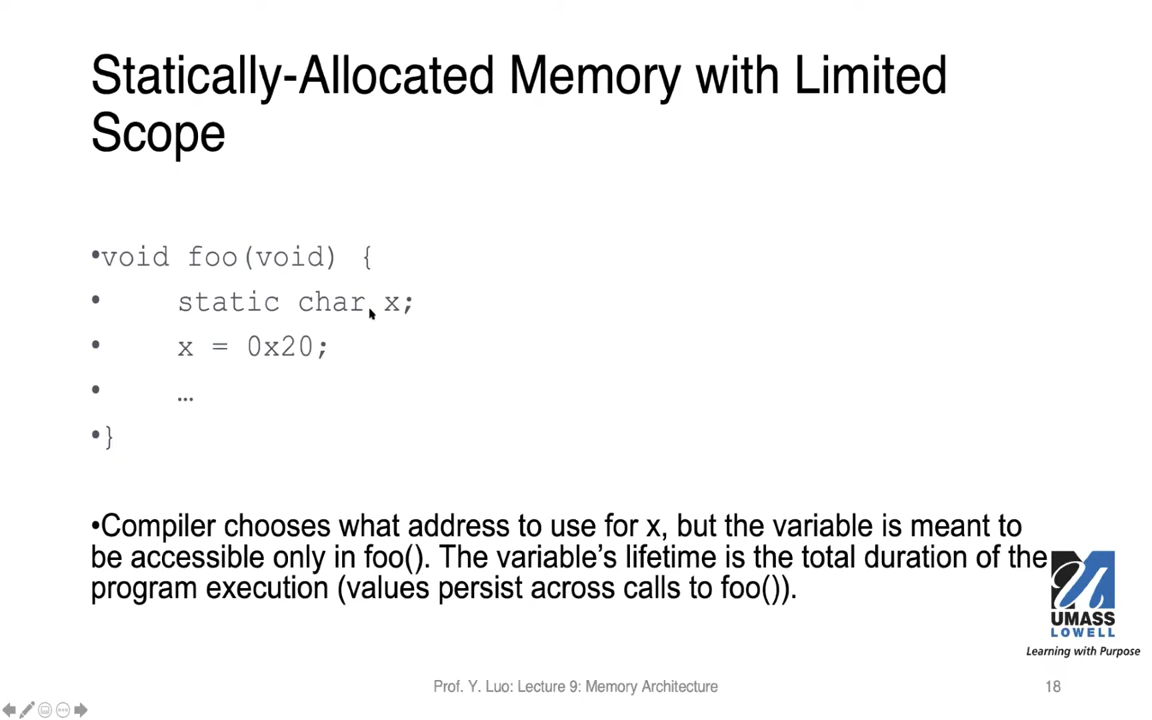 Statically-Allocated Memory with Limited
Scope
•void foo(void) {
•    static char x;
•    x = 0x20;
•    …
•}
•Compiler chooses what address to use for x, but the variable is meant to
be accessible only in foo(). The variable’s lifetime is the total duration of the
program execution (values persist across calls to foo()).
UMASS
LOWELL
Learning with Purpose
Prof. Y. Luo: Lecture 9: Memory Architecture
18